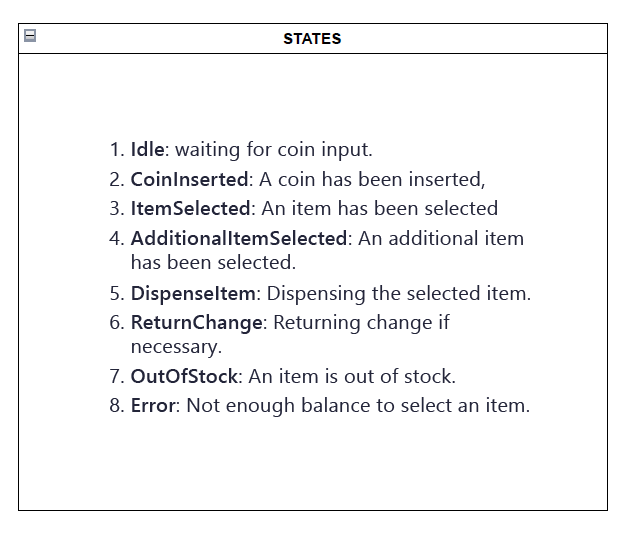 STATES
1. Idle: waiting for coin input.
2. CoinInserted: A coin has been inserted,
3. ItemSelected: An item has been selected
4. AdditionalItemSelected: An additional item
has been selected.
5. DispenseItem: Dispensing the selected item.
6. ReturnChange: Returning change if
necessary.
7. OutOfStock: An item is out of stock.
8. Error: Not enough balance to select an item.